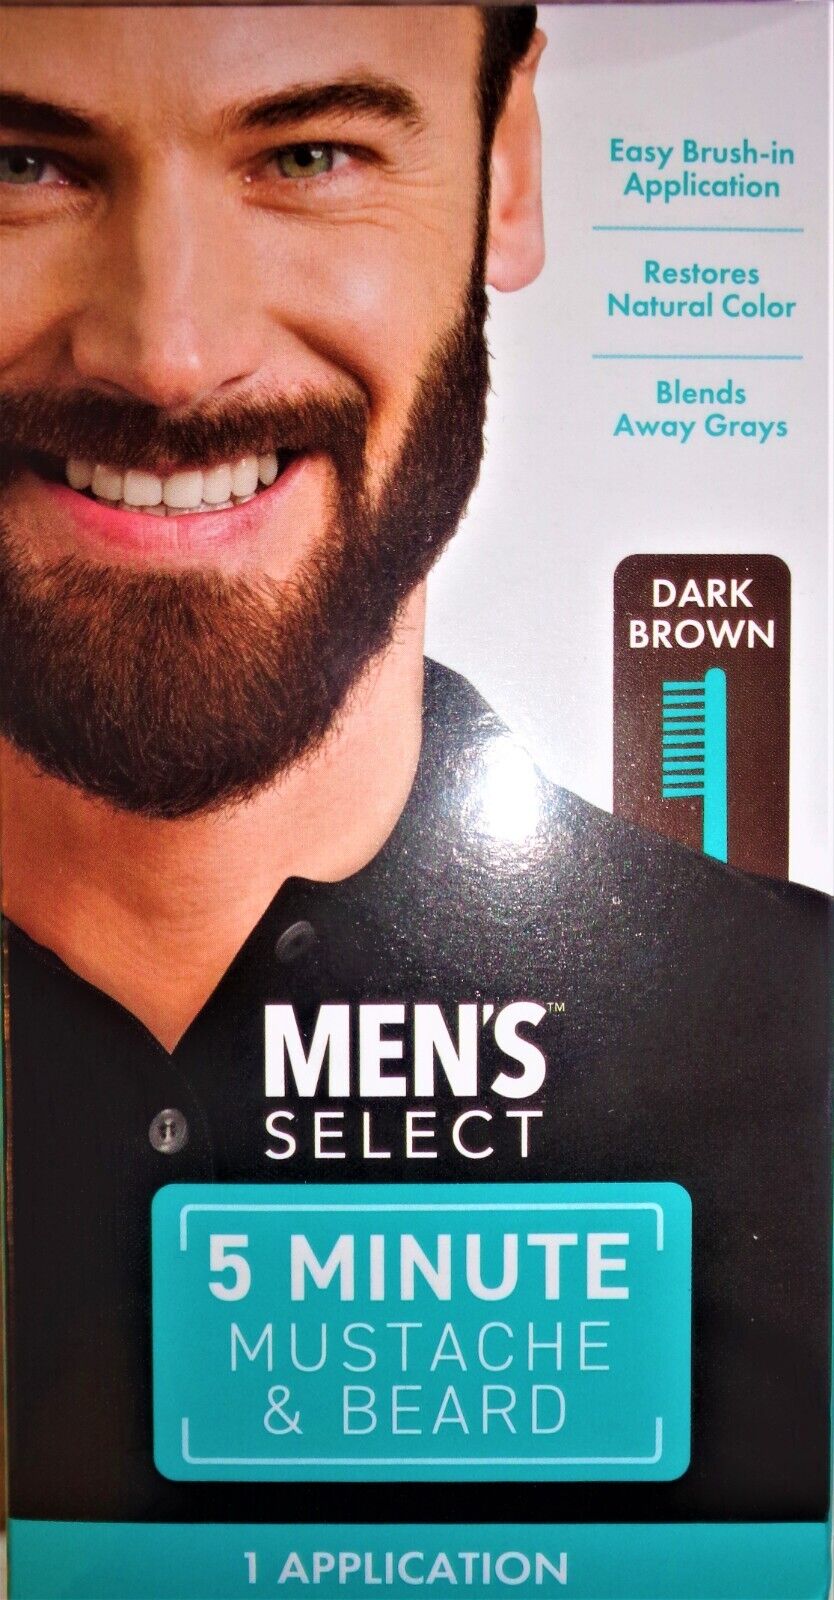 Easy Brush-in
Application
Restores
Natural Color
Blends
Away Grays
DARK
BROWN
MEN'S™
SELECT
5 MINUTE
MUSTACHE
& BEARD
1 APPLICATION